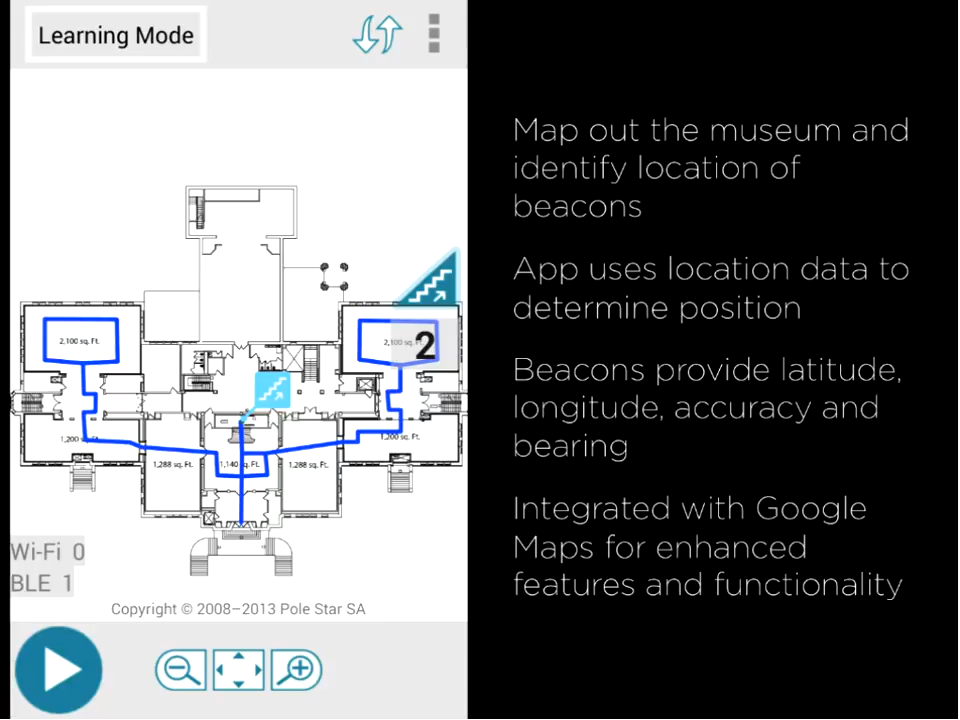 Learning Mode
2,100 sq. Ft.
2,100 sq. Ft.
2
1,200 sq. Ft.
1,288 sq. Ft.
1,140 sq. Ft.
1,288 sq. Ft.
1,200 sq. Ft.
Wi-Fi 0
BLE 1
Copyright © 2008–2013 Pole Star SA
Map out the museum and
identify location of
beacons
App uses location data to
determine position
Beacons provide latitude,
longitude, accuracy and
bearing
Integrated with Google
Maps for enhanced
features and functionality